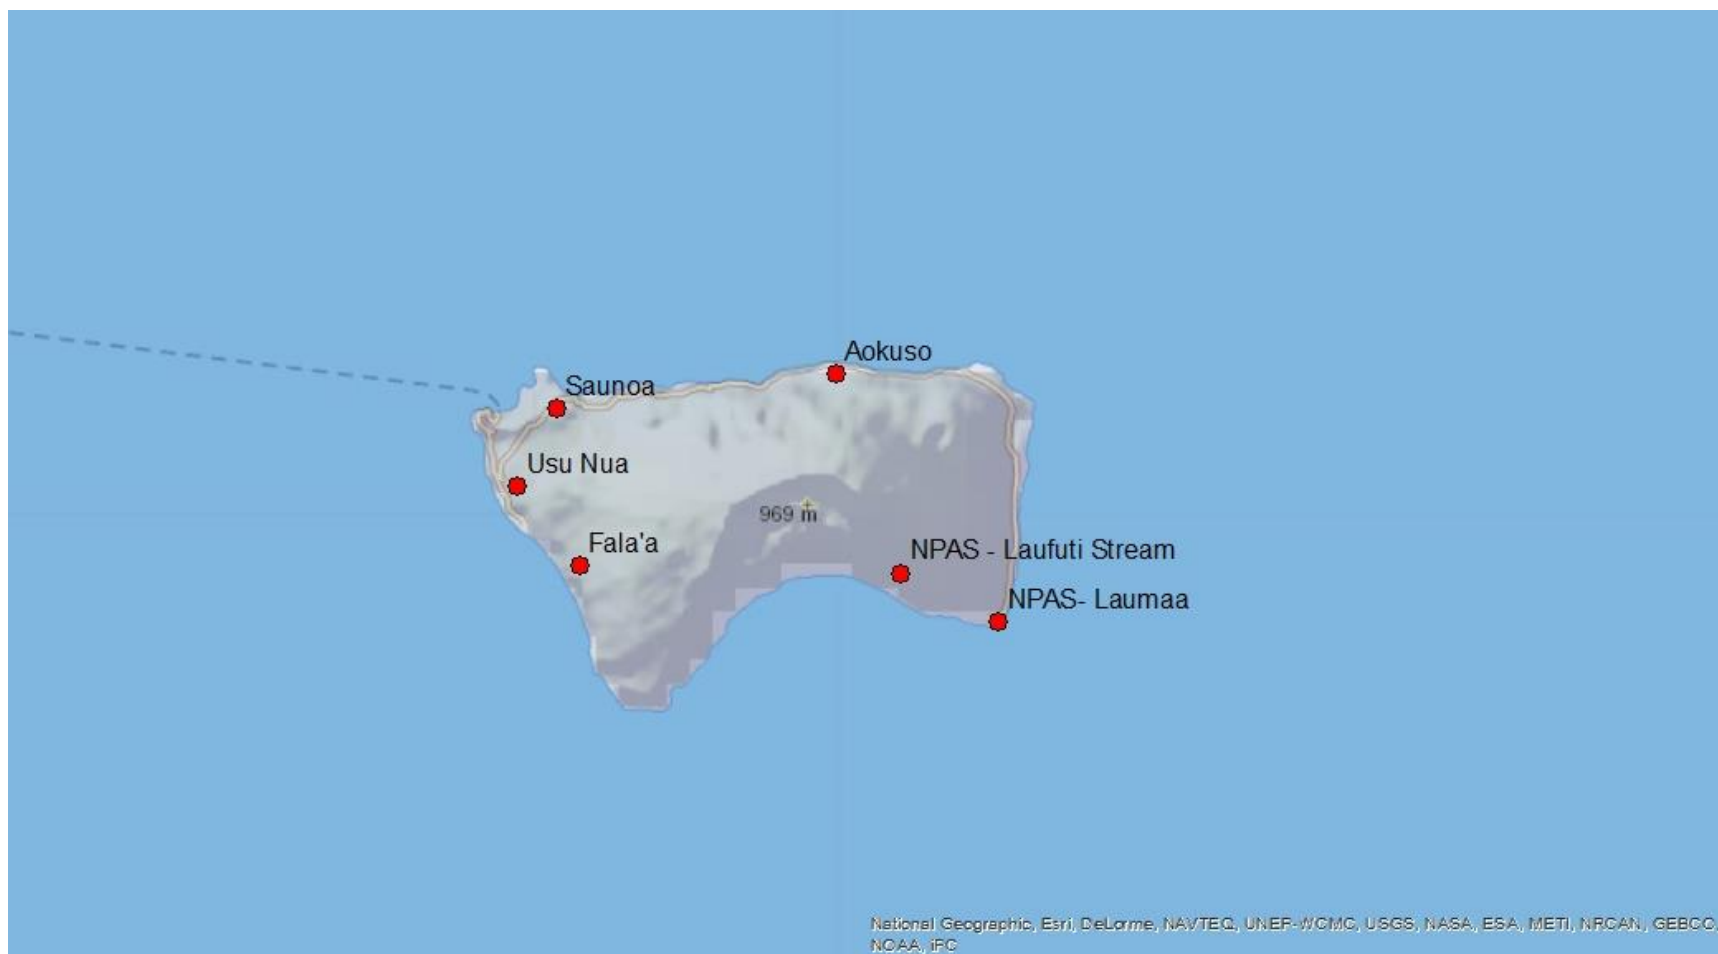 Aokuso
Saunoa
Usu Nua
969 m
Fala'a
NPAS - Laufuti Stream
NPAS- Laumaa
National Geographic, Esri, DeLorme, NAVTEQ, UNEP-WCMC, USGS, NASA, ESA, METI, NRCAN, GEBCO,
NOAA, iPC